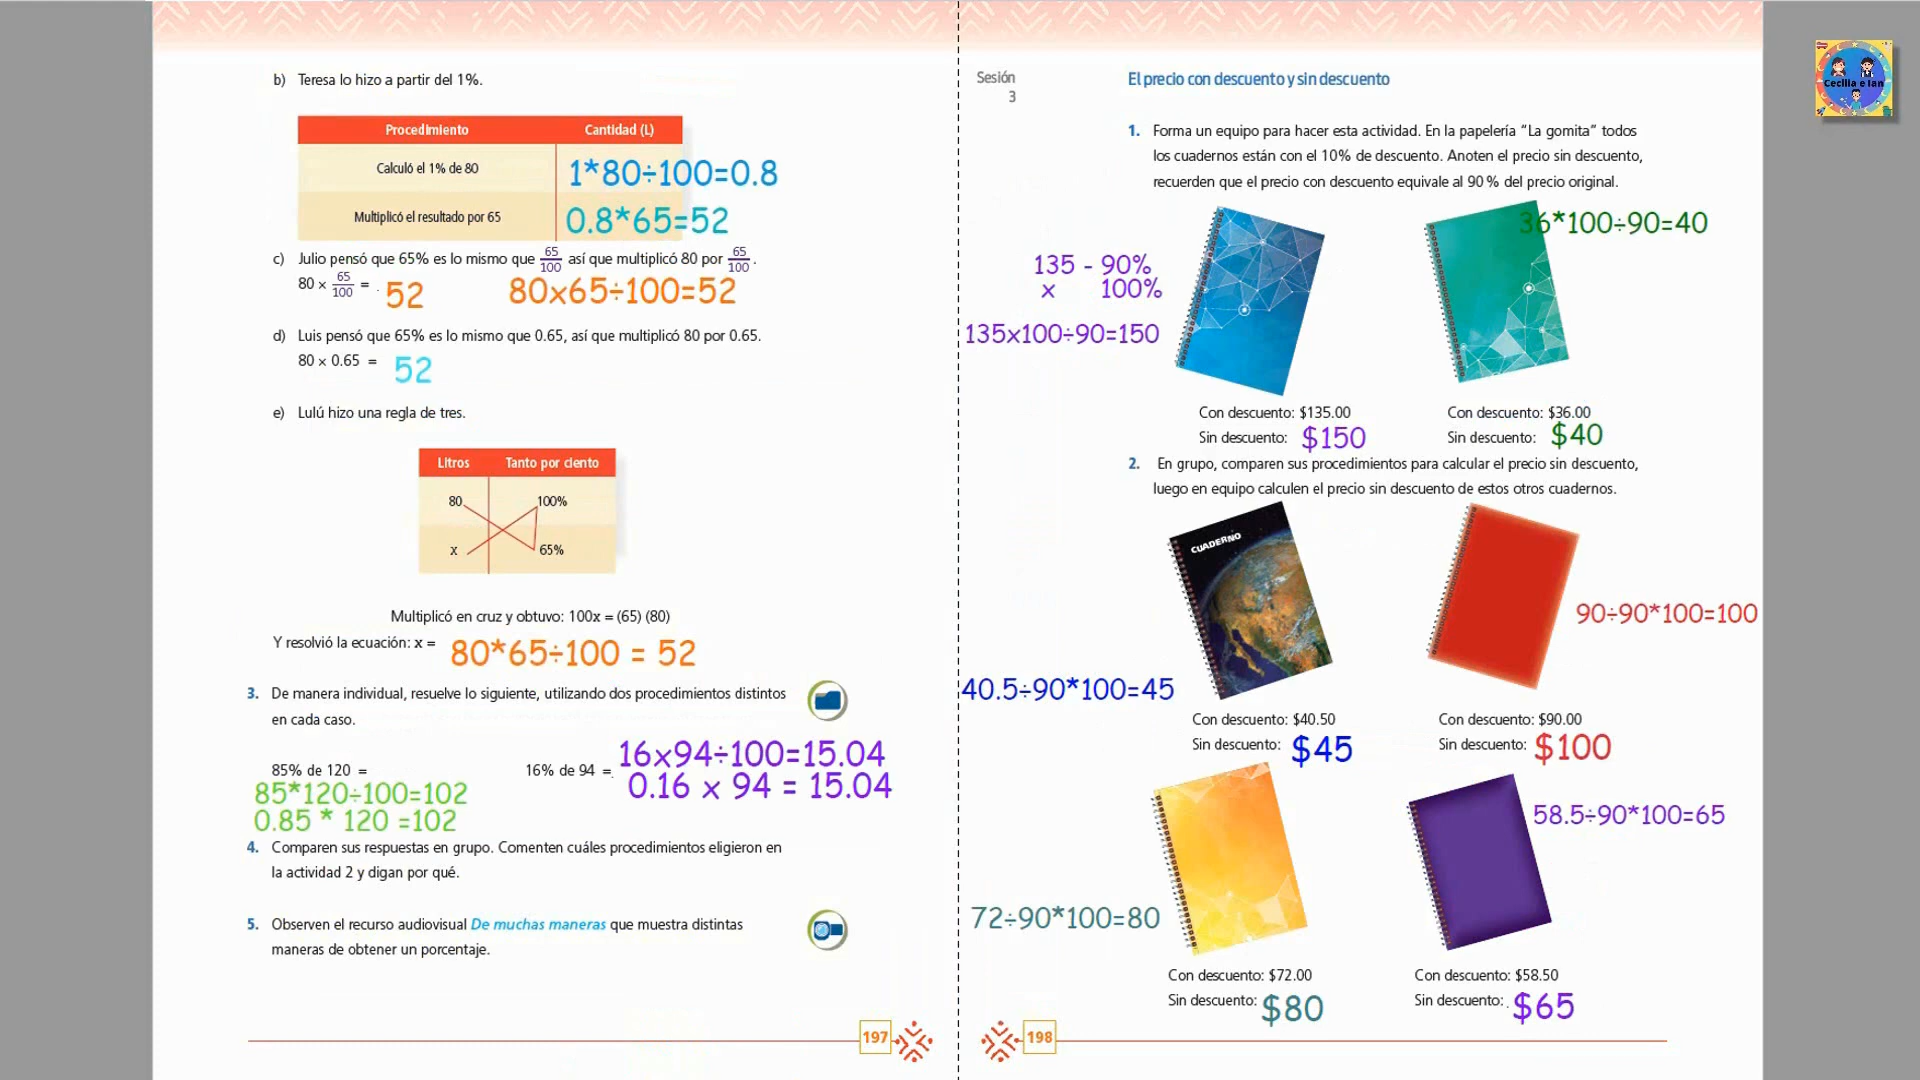 b) Teresa lo hizo a partir del 1%.
Procedimiento Cantidad (L)
Calculó el 1% de 80 1*80÷100=0.8
Multiplicó el resultado por 65 0.8*65=52
c) Julio pensó que 65% es lo mismo que 65/100 así que multiplicó 80 por 65/100.
80 x 65/100 = 52 80x65÷100=52
d) Luis pensó que 65% es lo mismo que 0.65, así que multiplicó 80 por 0.65.
80 x 0.65 = 52
e) Lulú hizo una regla de tres.
Litros Tanto por ciento
80 100%
x 65%
Multiplicó en cruz y obtuvo: 100x = (65) (80)
Y resolvió la ecuación: x = 80*65÷100 = 52
3. De manera individual, resuelve lo siguiente, utilizando dos procedimientos distintos
en cada caso.
85% de 120 =
85*120÷100=102
0.85 * 120 =102
16% de 94 = 16x94÷100=15.04
0.16 x 94 = 15.04
4. Comparen sus respuestas en grupo. Comenten cuáles procedimientos eligieron en
la actividad 2 y digan por qué.
5. Observen el recurso audiovisual De muchas maneras que muestra distintas
maneras de obtener un porcentaje.
197
Sesión
3
El precio con descuento y sin descuento
1. Forma un equipo para hacer esta actividad. En la papelería “La gomita” todos
los cuadernos están con el 10% de descuento. Anoten el precio sin descuento,
recuerden que el precio con descuento equivale al 90 % del precio original.
135 - 90%
x 100%
135x100÷90=150
36*100÷90=40
Con descuento: $135.00
Sin descuento: $150
Con descuento: $36.00
Sin descuento: $40
2. En grupo, comparen sus procedimientos para calcular el precio sin descuento,
luego en equipo calculen el precio sin descuento de estos otros cuadernos.
CUADERNO
40.5÷90*100=45
90÷90*100=100
Con descuento: $40.50
Sin descuento: $45
Con descuento: $90.00
Sin descuento: $100
72÷90*100=80
58.5÷90*100=65
Con descuento: $72.00
Sin descuento: $80
Con descuento: $58.50
Sin descuento: $65
198
Cecilia e Ian